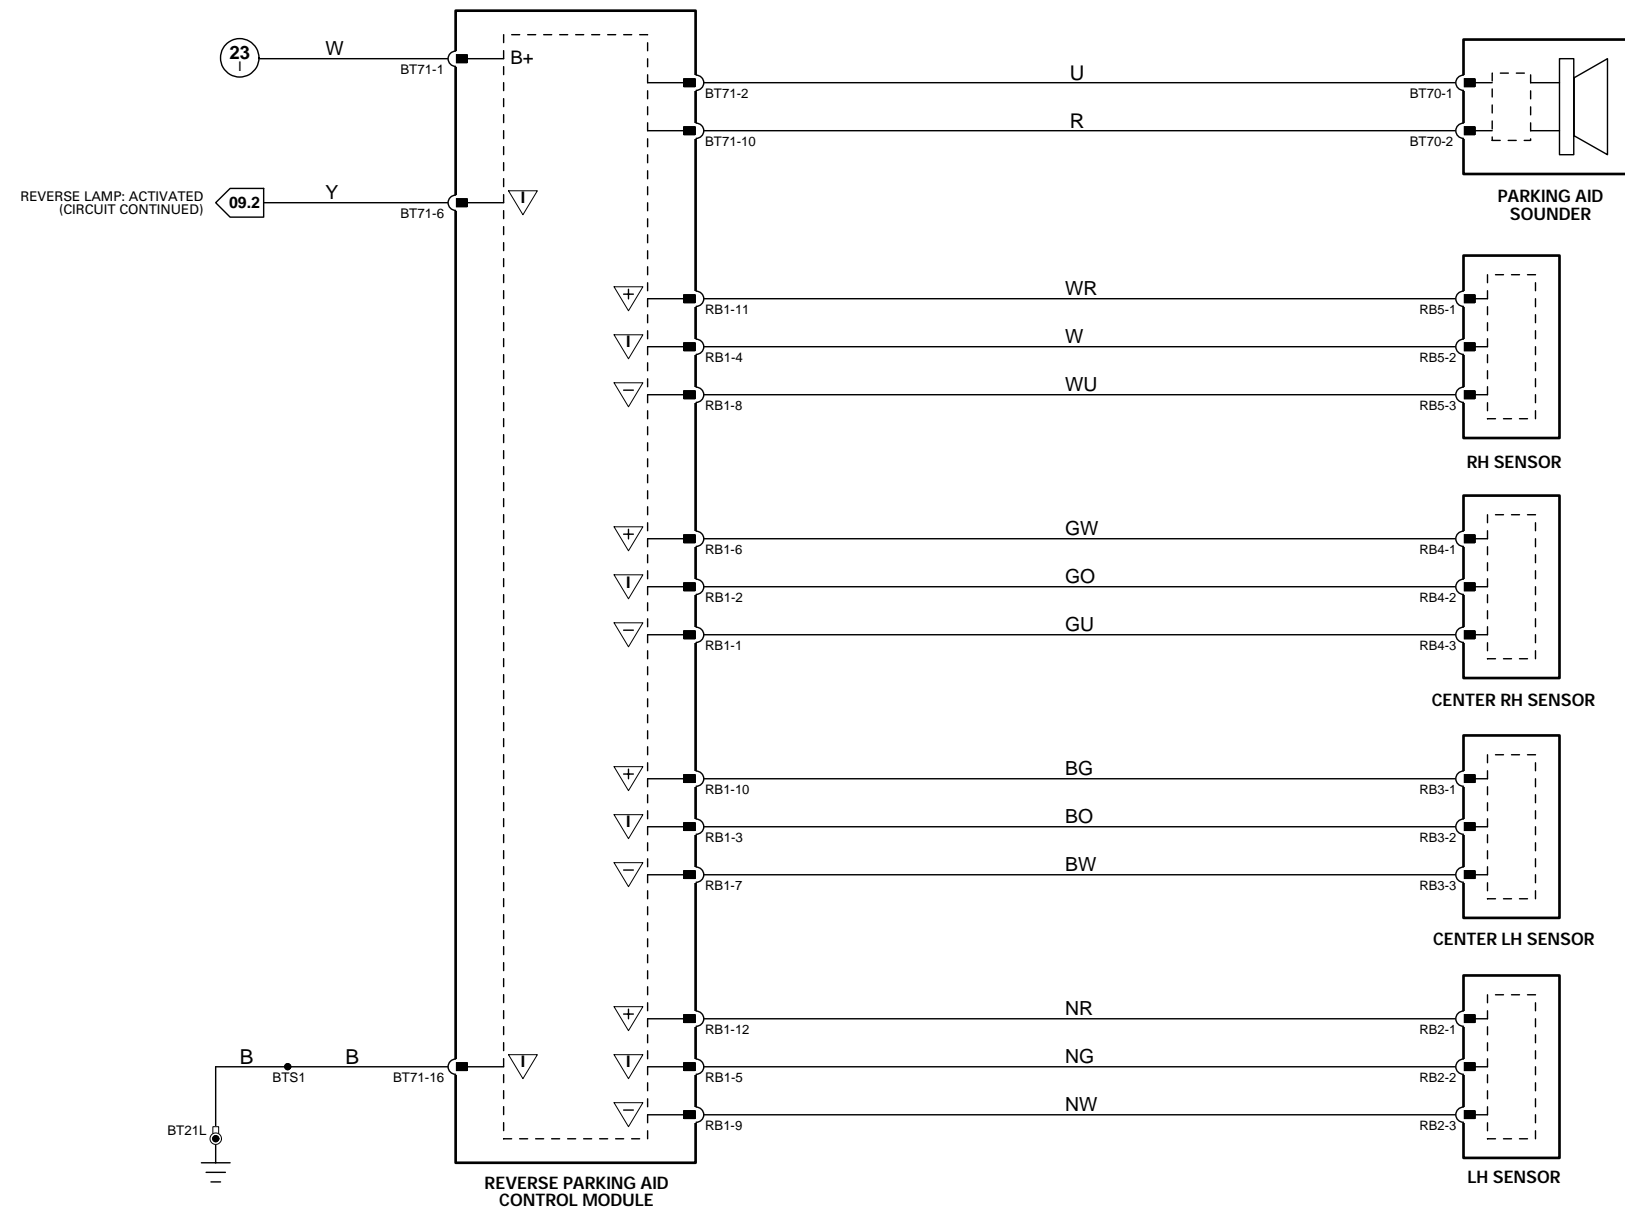 23
I
W
BT71-1
B+
BT71-2
U
BT70-1
BT71-10
R
BT70-2
PARKING AID
SOUNDER
REVERSE LAMP: ACTIVATED
(CIRCUIT CONTINUED)
09.2
Y
BT71-6
I
+
RB1-11
WR
RB5-1
I
RB1-4
W
RB5-2
–
RB1-8
WU
RB5-3
RH SENSOR
+
RB1-6
GW
RB4-1
I
RB1-2
GO
RB4-2
–
RB1-1
GU
RB4-3
CENTER RH SENSOR
+
RB1-10
BG
RB3-1
I
RB1-3
BO
RB3-2
–
RB1-7
BW
RB3-3
CENTER LH SENSOR
+
RB1-12
NR
RB2-1
B
BTS1
B
BT71-16
I
I
RB1-5
NG
RB2-2
–
RB1-9
NW
RB2-3
BT21L
LH SENSOR
REVERSE PARKING AID
CONTROL MODULE